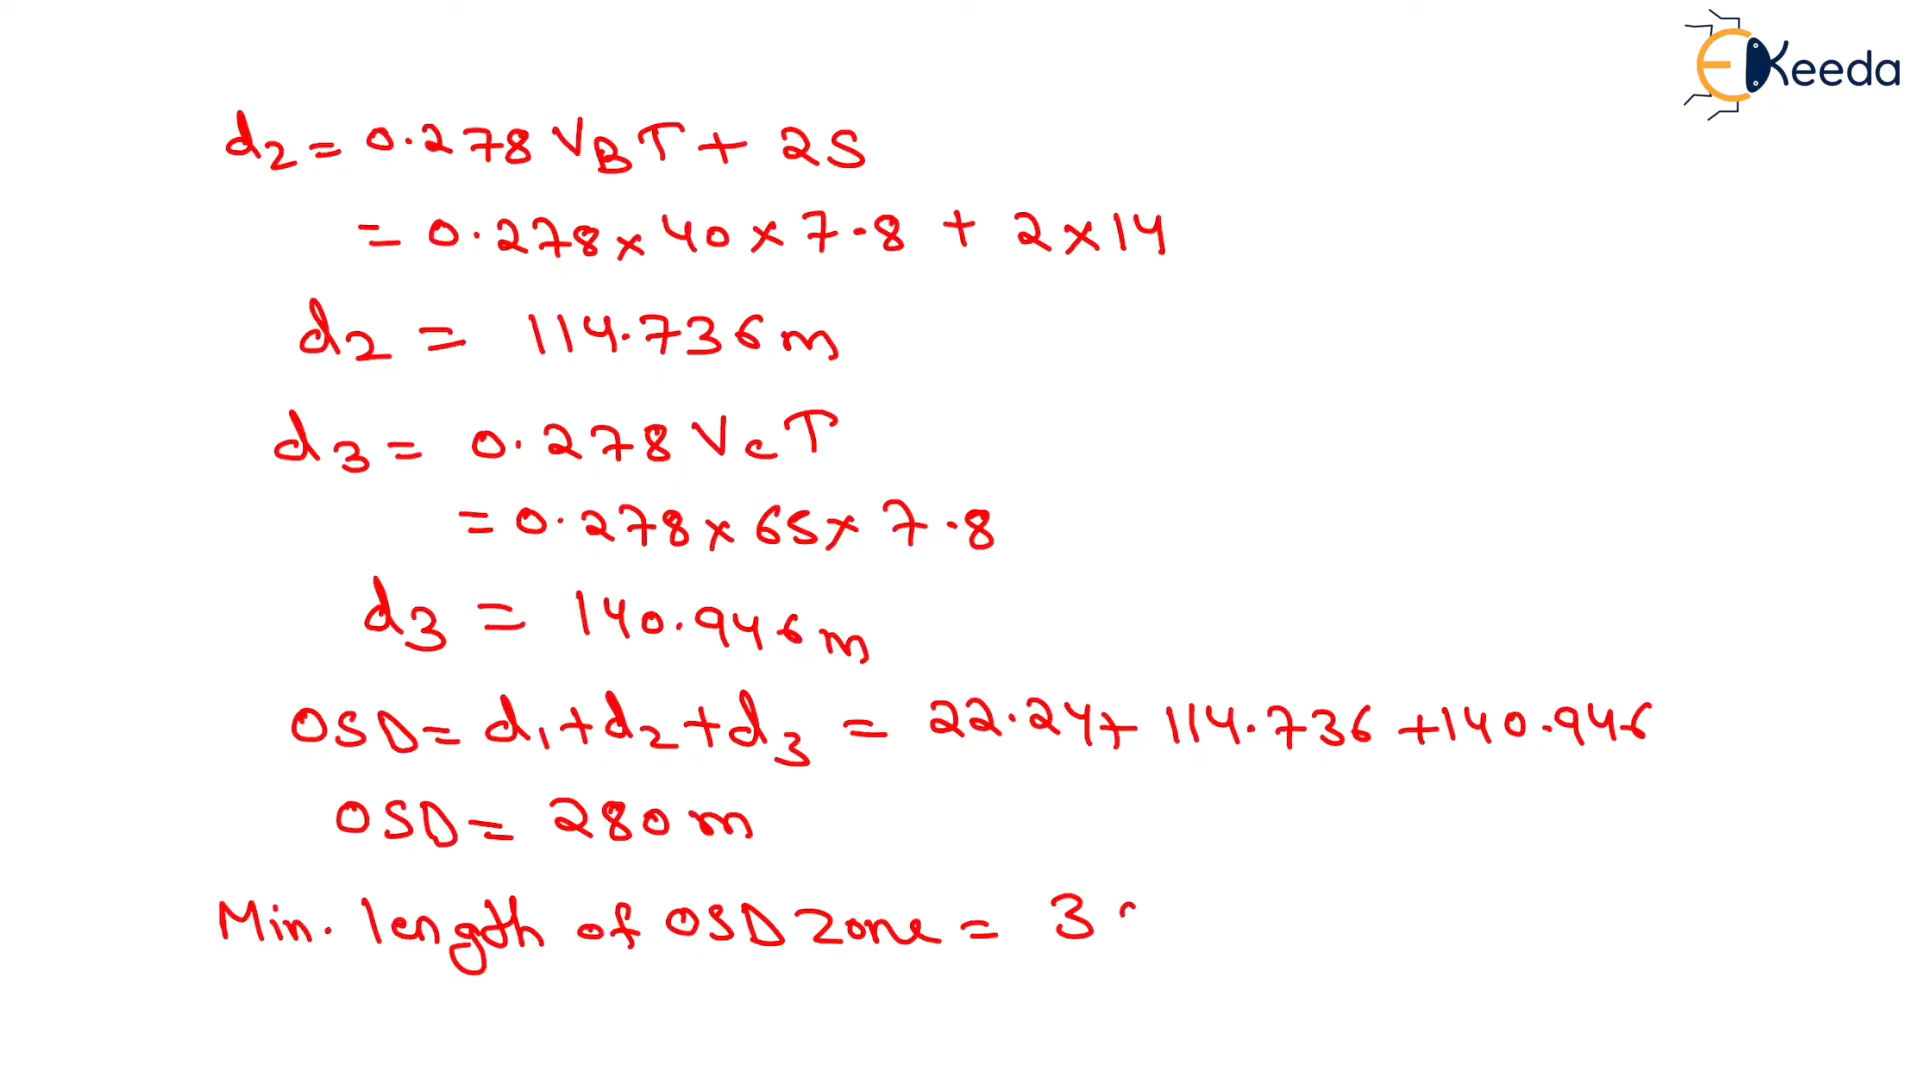 EKeeda
d2 = 0.278 VBT + 2S
= 0.278 × 40 × 7.8 + 2 × 14
d2 = 114.736 m
d3 = 0.278 VcT
= 0.278 × 65 × 7.8
d3 = 140.946 m
OSD = d1 + d2 + d3 = 22.24 + 114.736 + 140.946
OSD = 280 m
Min. length of OSD Zone = 3